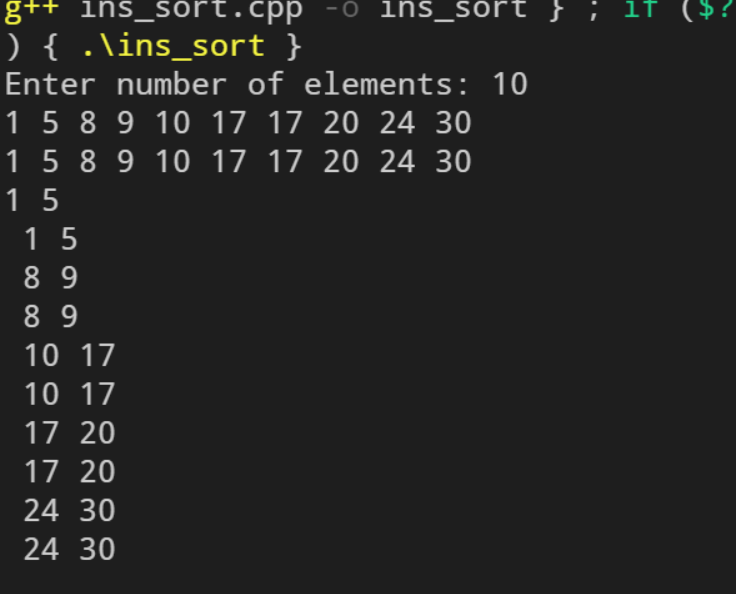 g++ ins_sort.cpp -o ins_sort } ; if ($?
) { .\ins_sort }
Enter number of elements: 10
1 5 8 9 10 17 17 20 24 30
1 5 8 9 10 17 17 20 24 30
1 5
1 5
8 9
8 9
10 17
10 17
17 20
17 20
24 30
24 30